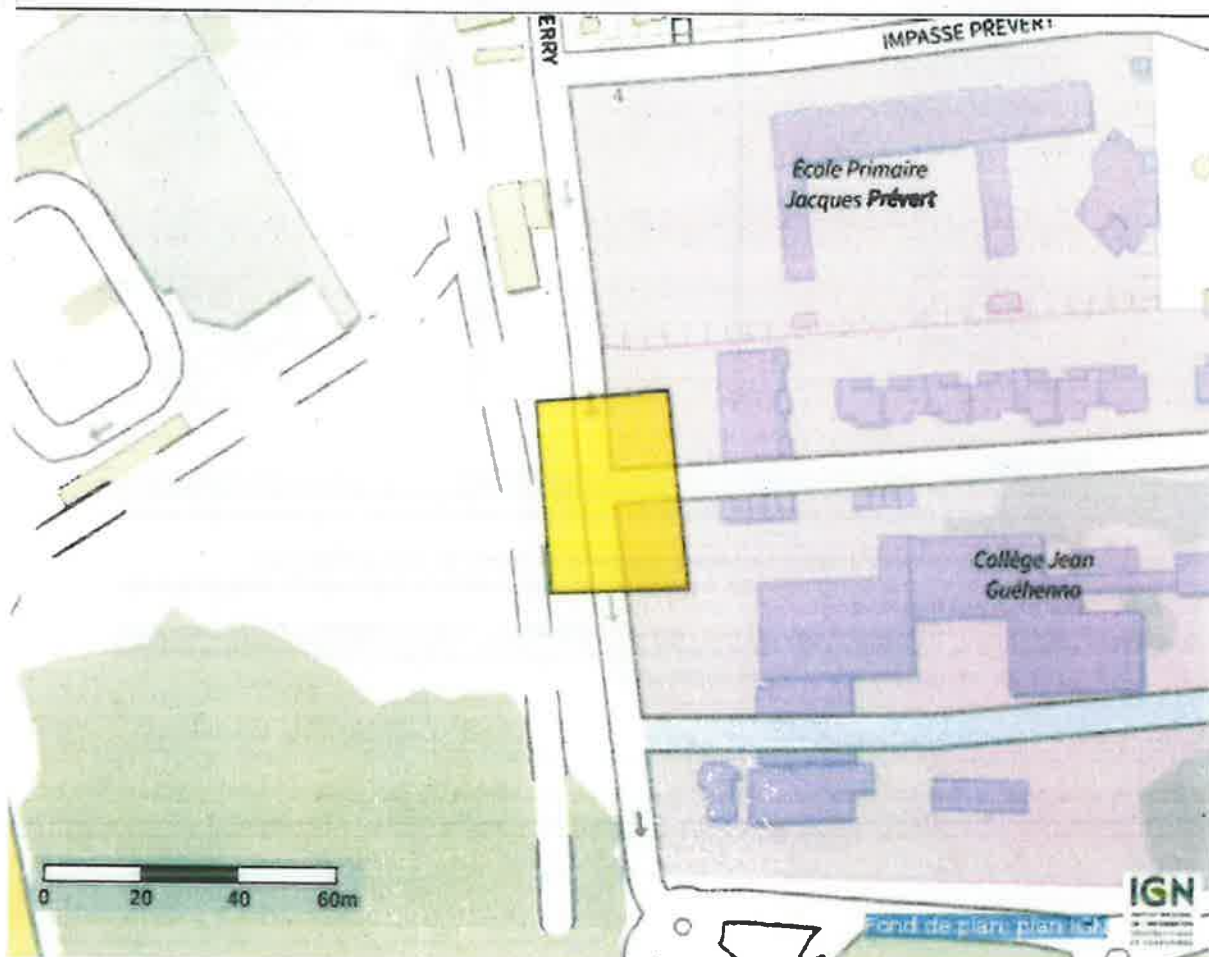 ERRY
IMPASSE PRÉVERT
4
École Primaire
Jacques Prévert
Collège Jean
Guéhenno
0 20 40 60m
Fond de plan: plan IGN
IGN